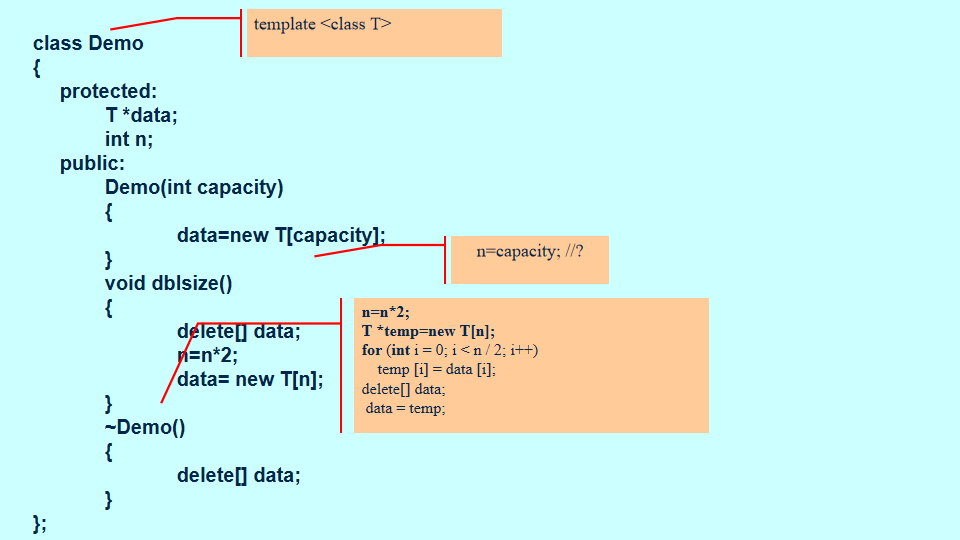 template <class T>
class Demo
{
protected:
T *data;
int n;
public:
Demo(int capacity)
{
data=new T[capacity];
n=capacity; //?
}
void dblsize()
{
delete[] data;
n=n*2;
data= new T[n];
}
n=n*2;
T *temp=new T[n];
for (int i = 0; i < n / 2; i++)
temp [i] = data [i];
delete[] data;
data = temp;
~Demo()
{
delete[] data;
}
};